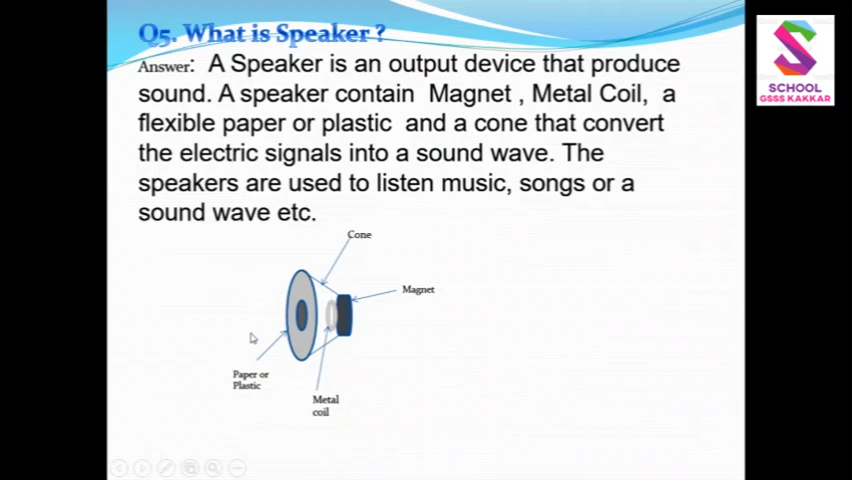 Q5. What is Speaker ?
Answer: A Speaker is an output device that produce
sound. A speaker contain Magnet , Metal Coil, a
flexible paper or plastic and a cone that convert
the electric signals into a sound wave. The
speakers are used to listen music, songs or a
sound wave etc.
Cone
Magnet
Paper or
Plastic
Metal
coil
SCHOOL
GSSS KAKKAR